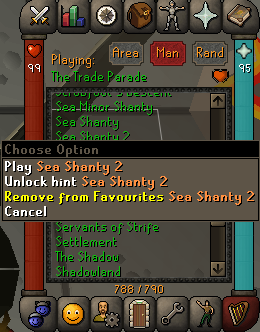 Playing:
Area
Man
Rand
The Trade Parade
99
95
Scrubfoot's Descent
Sea Minor Shanty
Sea Shanty
Sea Shanty 2
Choose Option
Play Sea Shanty 2
Unlock hint Sea Shanty 2
Remove from Favourites Sea Shanty 2
Cancel
Servants of Strife
Settlement
The Shadow
Shadowland
788 / 790